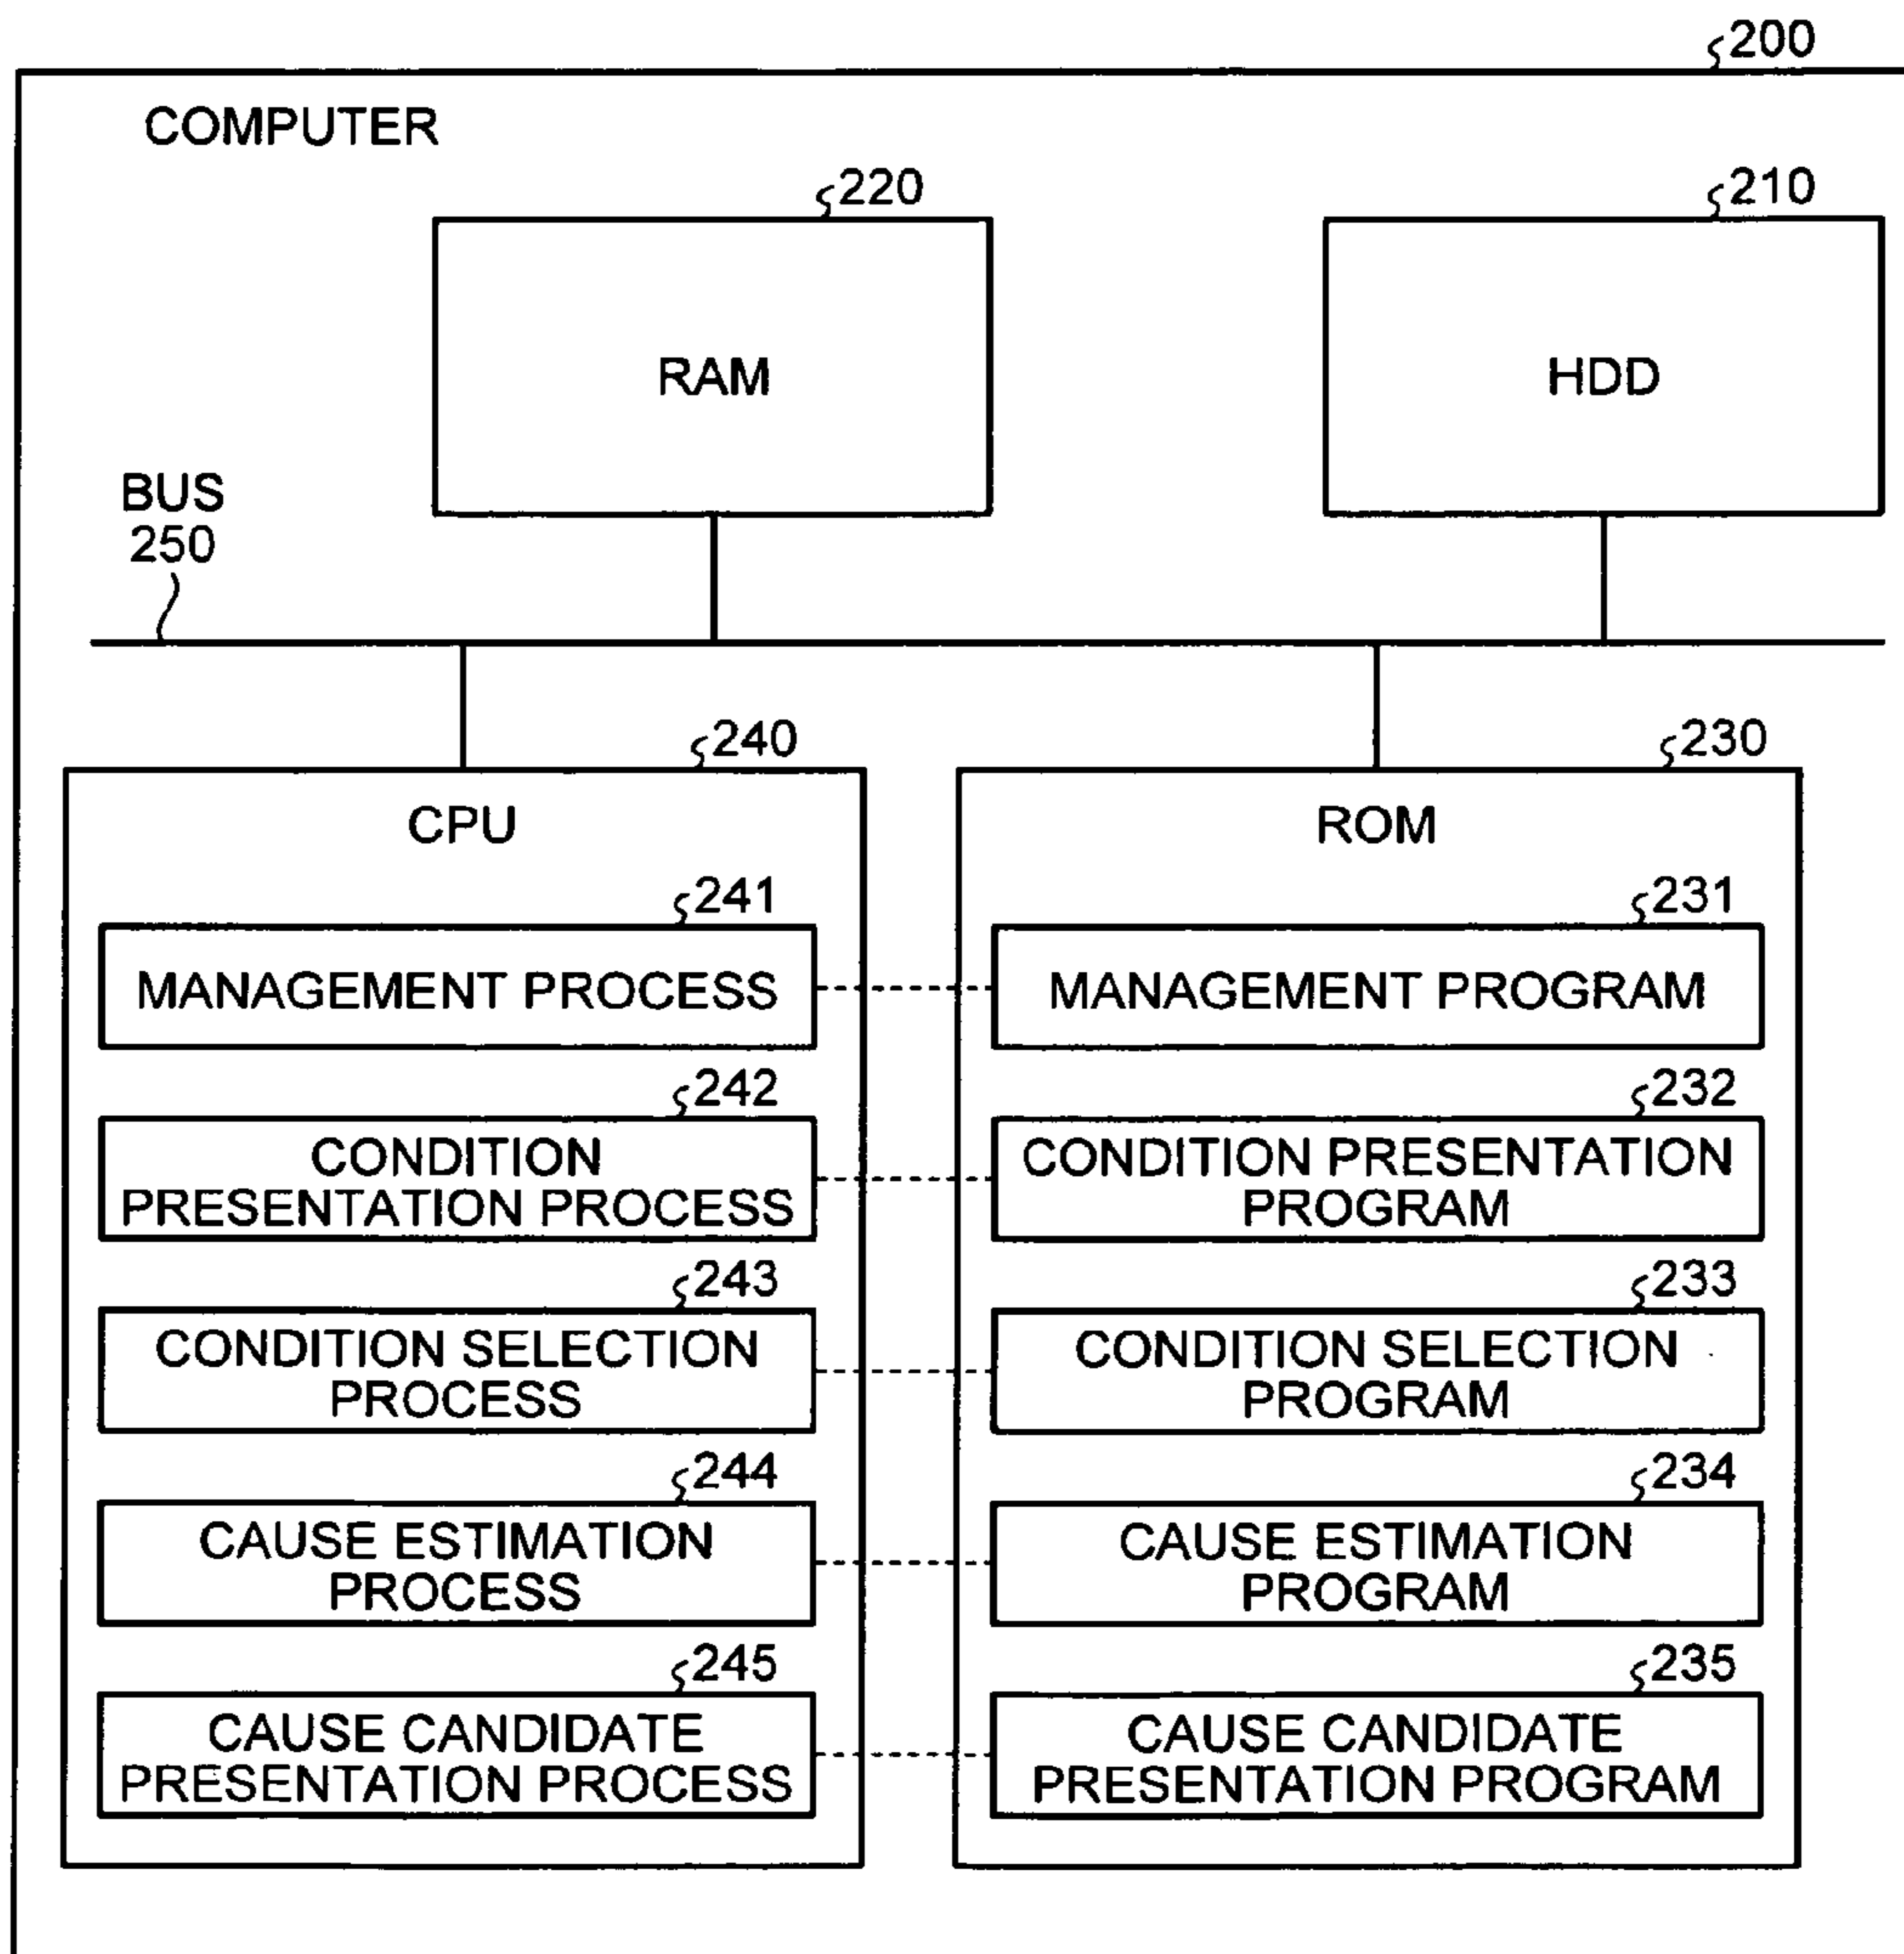 200
COMPUTER
220
210
RAM
HDD
BUS
250
240
230
CPU
ROM
241
231
MANAGEMENT PROCESS
MANAGEMENT PROGRAM
242
232
CONDITION
PRESENTATION PROCESS
CONDITION PRESENTATION
PROGRAM
243
233
CONDITION SELECTION
PROCESS
CONDITION SELECTION
PROGRAM
244
234
CAUSE ESTIMATION
PROCESS
CAUSE ESTIMATION
PROGRAM
245
235
CAUSE CANDIDATE
PRESENTATION PROCESS
CAUSE CANDIDATE
PRESENTATION PROGRAM